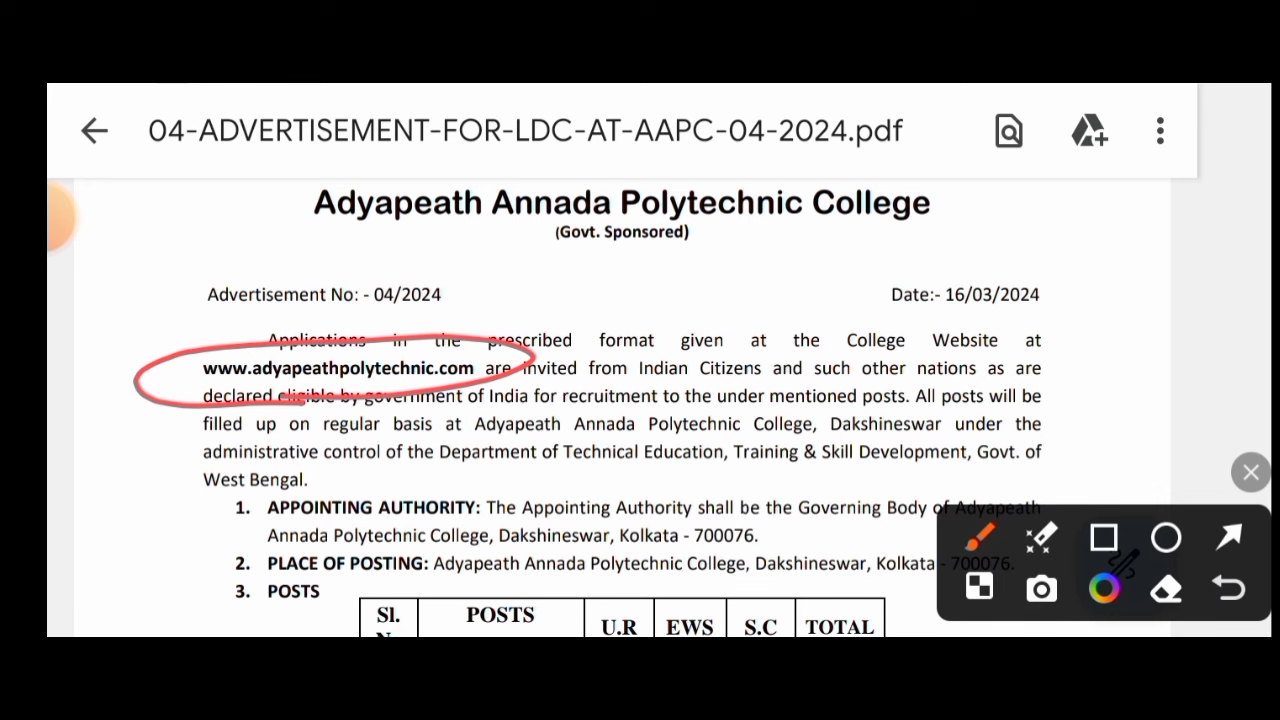 04-ADVERTISEMENT-FOR-LDC-AT-AAPC-04-2024.pdf
Adyapeath Annada Polytechnic College
(Govt. Sponsored)
Advertisement No: - 04/2024 Date:- 16/03/2024
Applications in the prescribed format given at the College Website at
www.adyapeathpolytechnic.com are invited from Indian Citizens and such other nations as are
declared eligible by government of India for recruitment to the under mentioned posts. All posts will be
filled up on regular basis at Adyapeath Annada Polytechnic College, Dakshineswar under the
administrative control of the Department of Technical Education, Training & Skill Development, Govt. of
West Bengal.
1. APPOINTING AUTHORITY: The Appointing Authority shall be the Governing Body of Adyapeath
Annada Polytechnic College, Dakshineswar, Kolkata - 700076.
2. PLACE OF POSTING: Adyapeath Annada Polytechnic College, Dakshineswar, Kolkata - 700076.
3. POSTS
Sl. POSTS U.R EWS S.C TOTAL